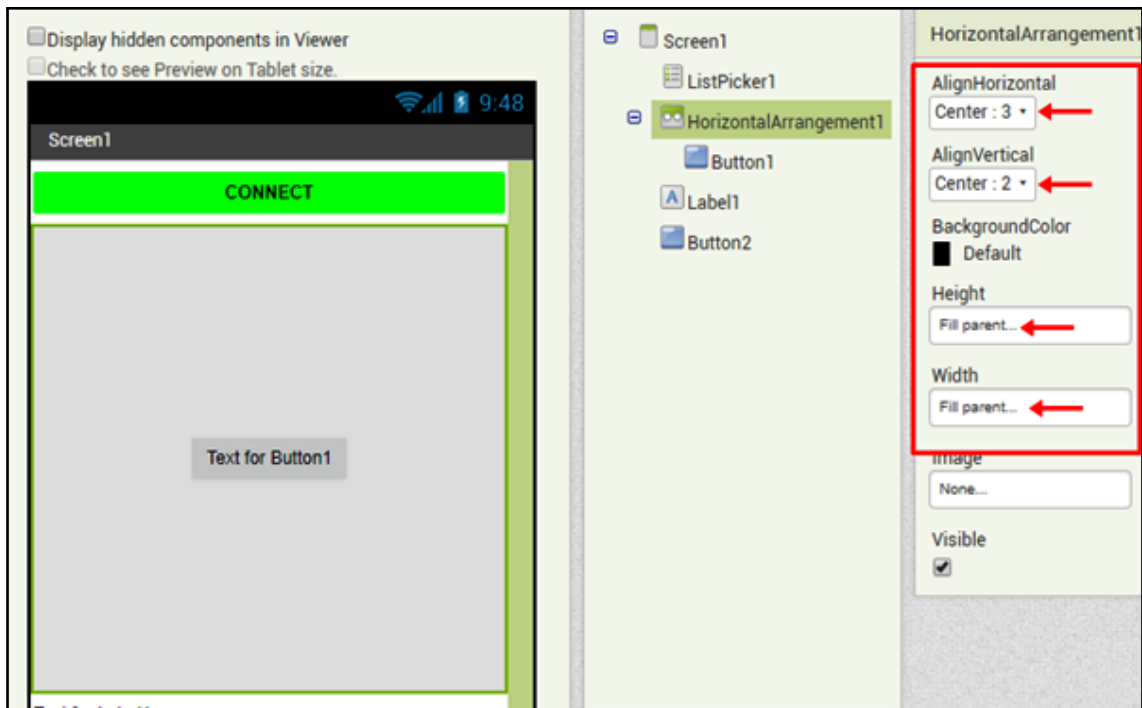 Display hidden components in Viewer
Check to see Preview on Tablet size.
9:48
Screen1
CONNECT
Text for Button1
Screen1
ListPicker1
HorizontalArrangement1
Button1
Label1
Button2
HorizontalArrangement1
AlignHorizontal
Center : 3
AlignVertical
Center : 2
BackgroundColor
Default
Height
Fill parent...
Width
Fill parent...
Image
None...
Visible